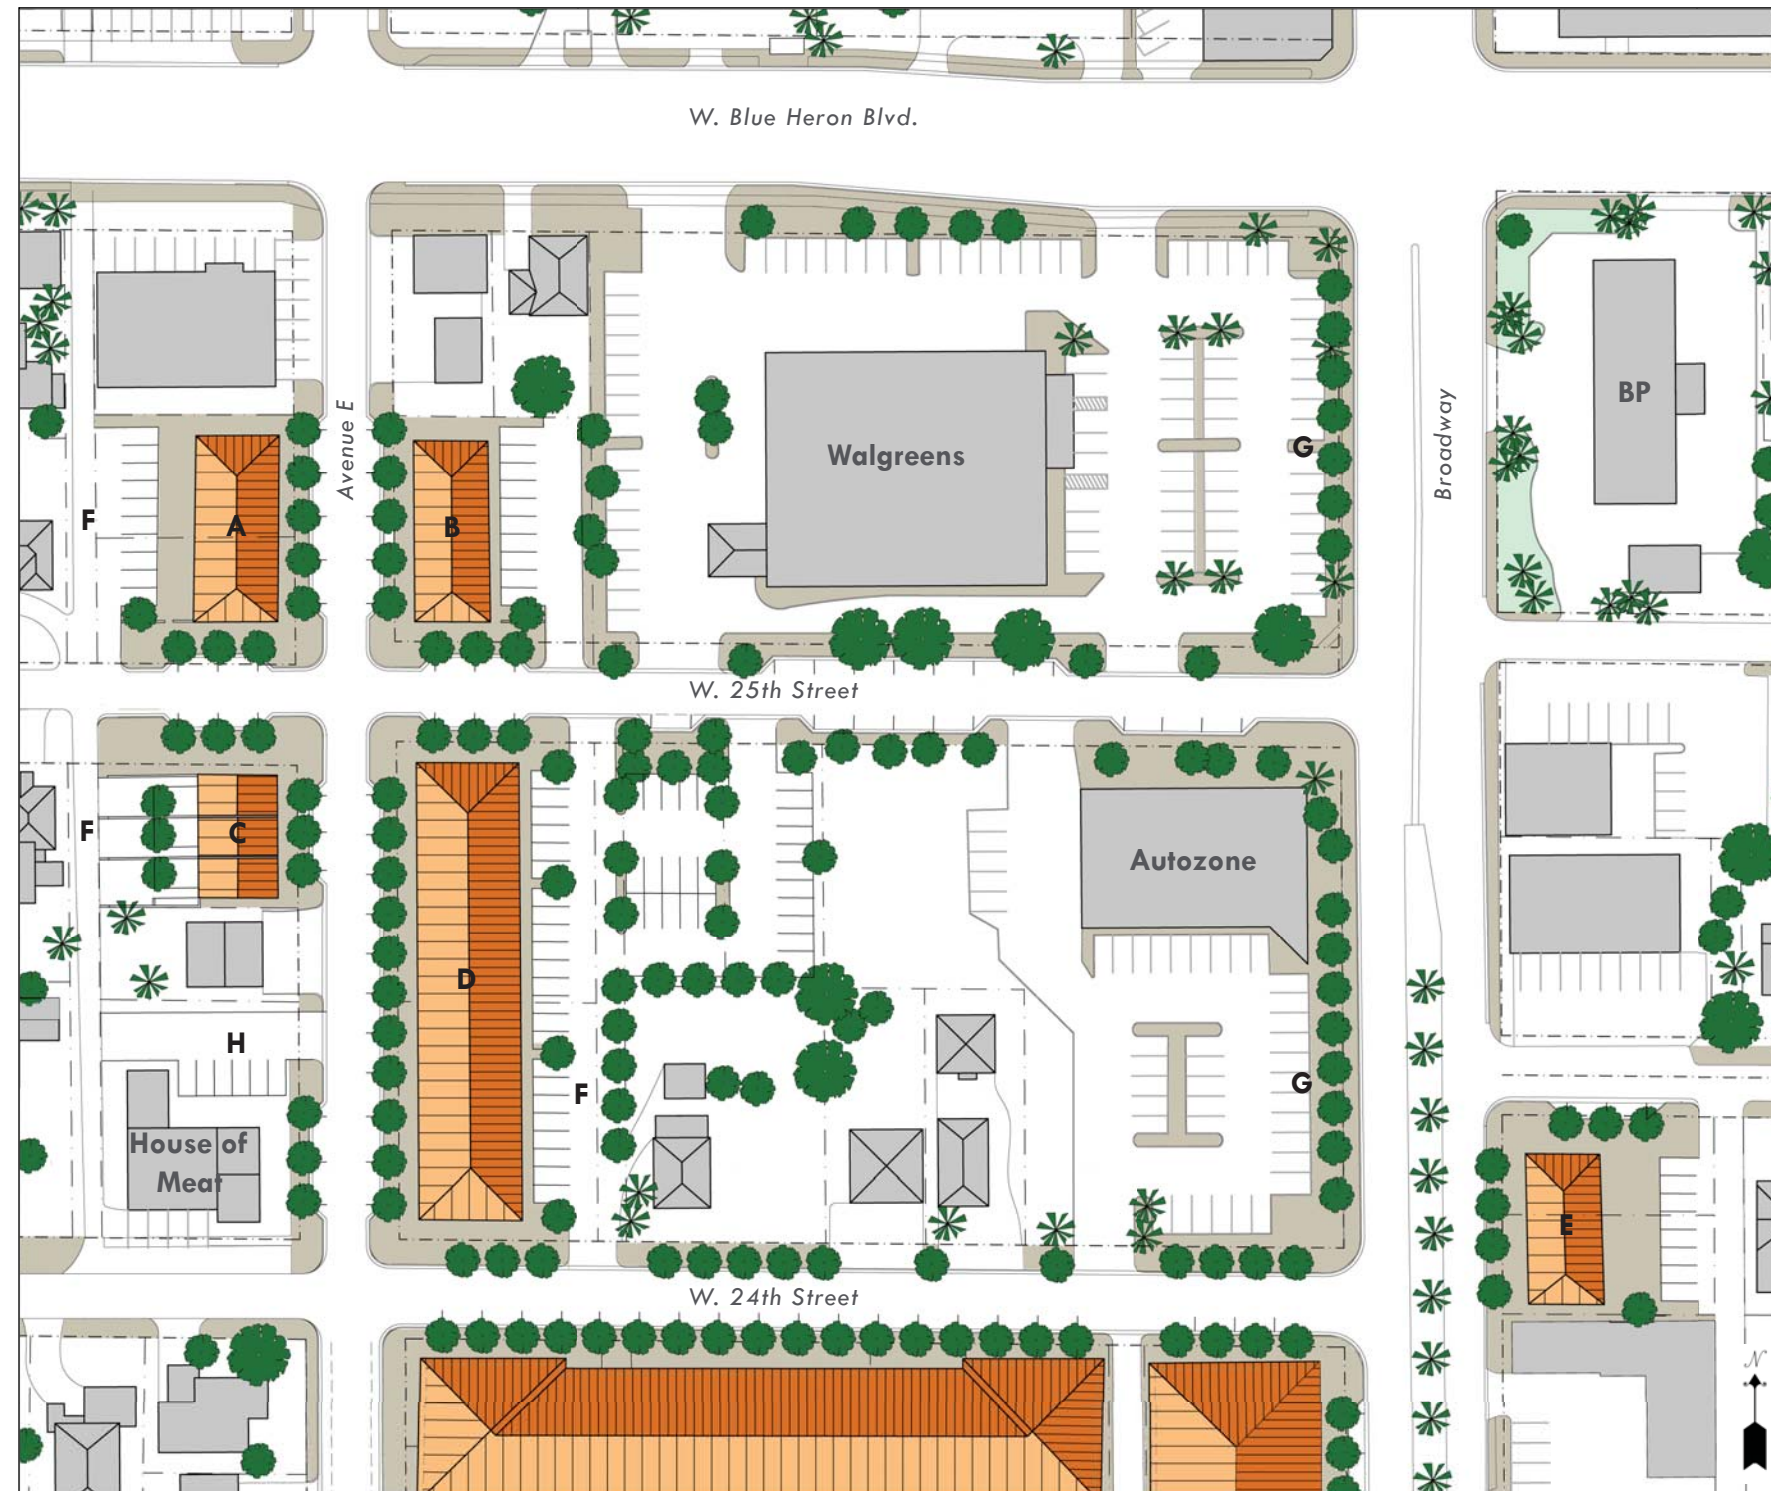 W. Blue Heron Blvd.
Avenue E
Broadway
BP
Walgreens
G
F
A
B
W. 25th Street
F
C
Autozone
D
H
F
G
House of
Meat
E
W. 24th Street
N